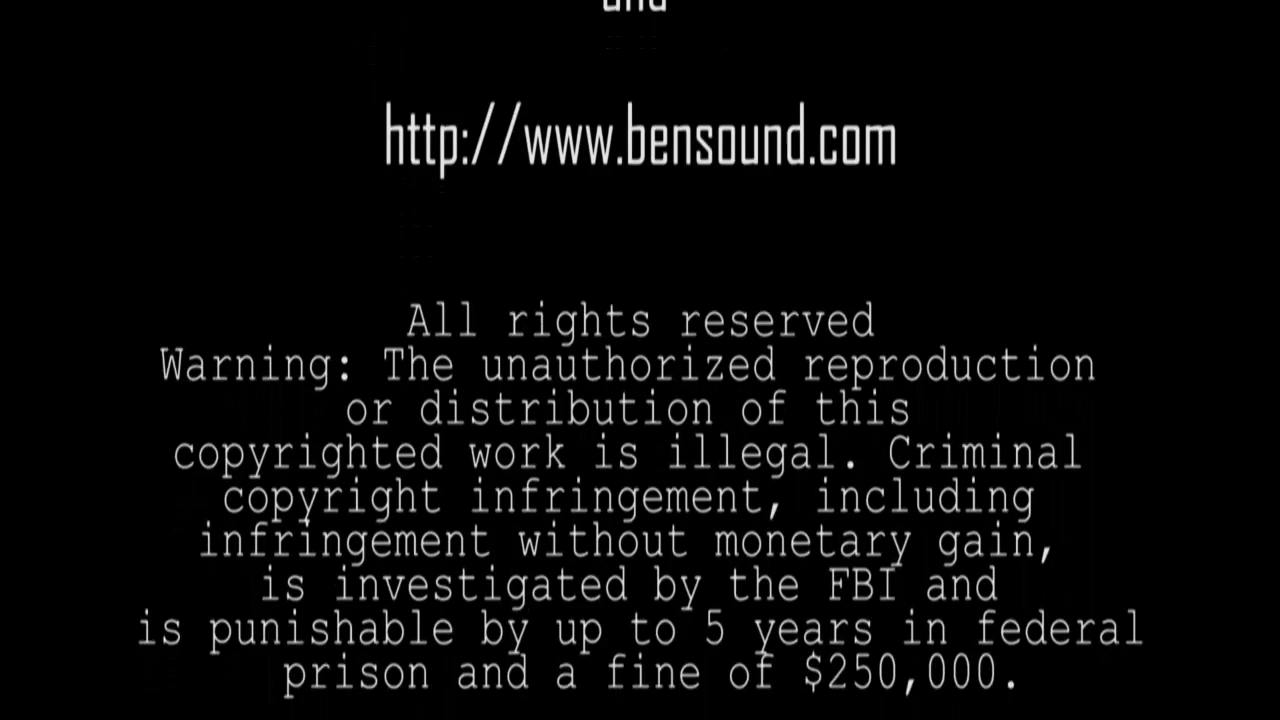 and
http://www.bensound.com
All rights reserved
Warning: The unauthorized reproduction
or distribution of this
copyrighted work is illegal. Criminal
copyright infringement, including
infringement without monetary gain,
is investigated by the FBI and
is punishable by up to 5 years in federal
prison and a fine of $250,000.